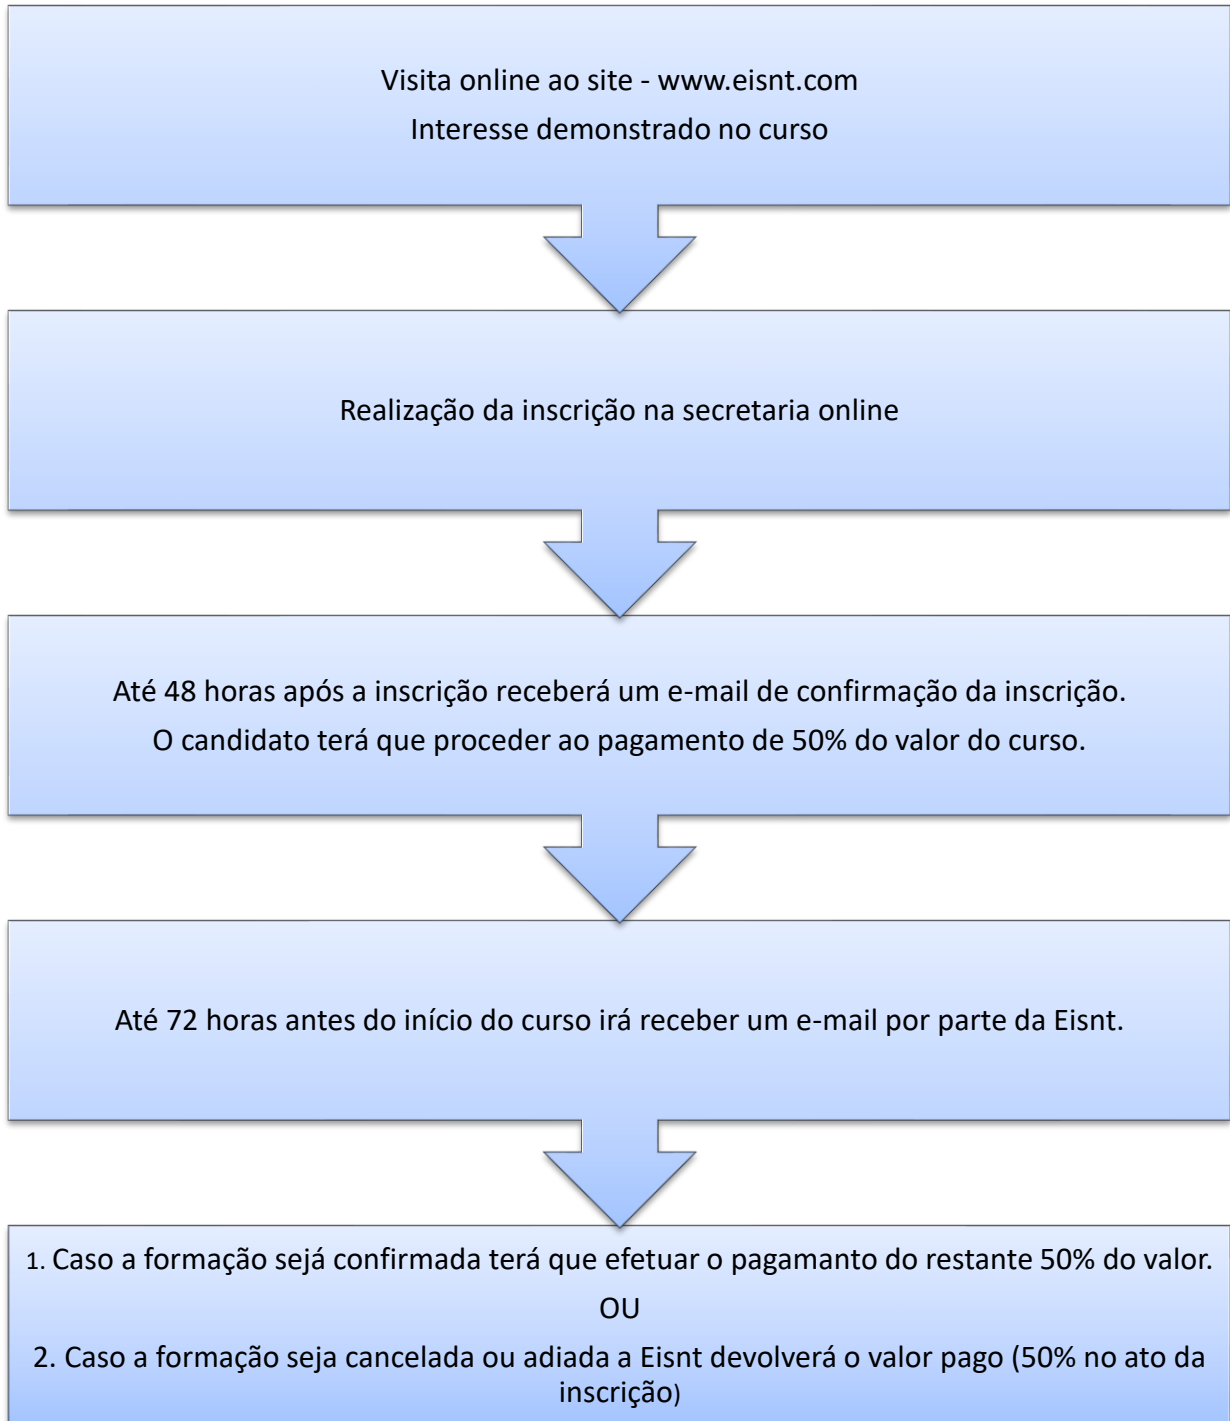 Visita online ao site - www.eisnt.com
Interesse demonstrado no curso
Realização da inscrição na secretaria online
Até 48 horas após a inscrição receberá um e-mail de confirmação da inscrição.
O candidato terá que proceder ao pagamento de 50% do valor do curso.
Até 72 horas antes do início do curso irá receber um e-mail por parte da Eisnt.
1. Caso a formação sejá confirmada terá que efetuar o pagamanto do restante 50% do valor.
OU
2. Caso a formação seja cancelada ou adiada a Eisnt devolverá o valor pago (50% no ato da
inscrição)